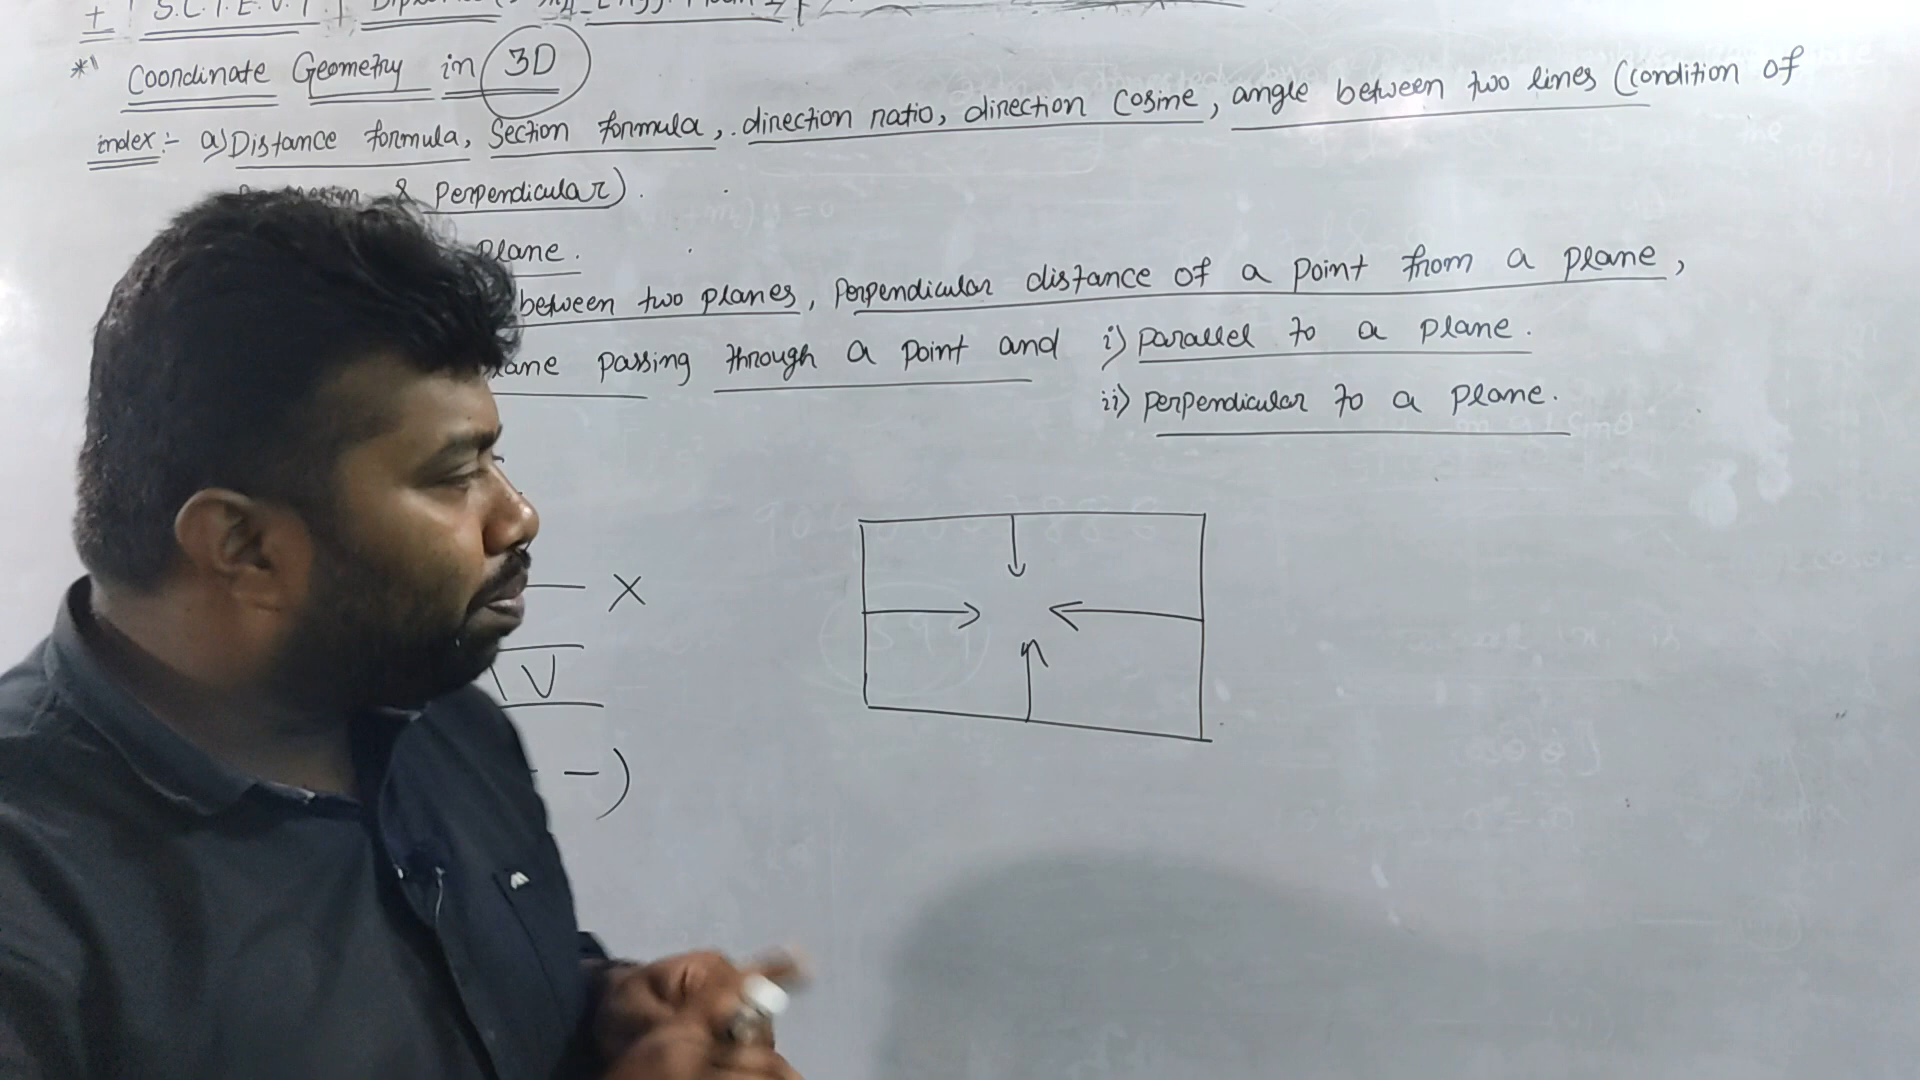 S.C.T.E.V.T
*' Coordinate Geometry in 3D
index:- a) Distance formula, Section formula, direction ratio, direction cosine, angle between two lines (condition of
& perpendicular).
plane.
between two planes, perpendicular distance of a point from a plane,
passing through a point and i) parallel to a plane.
ii) perpendicular to a plane.
X
IV
- -)